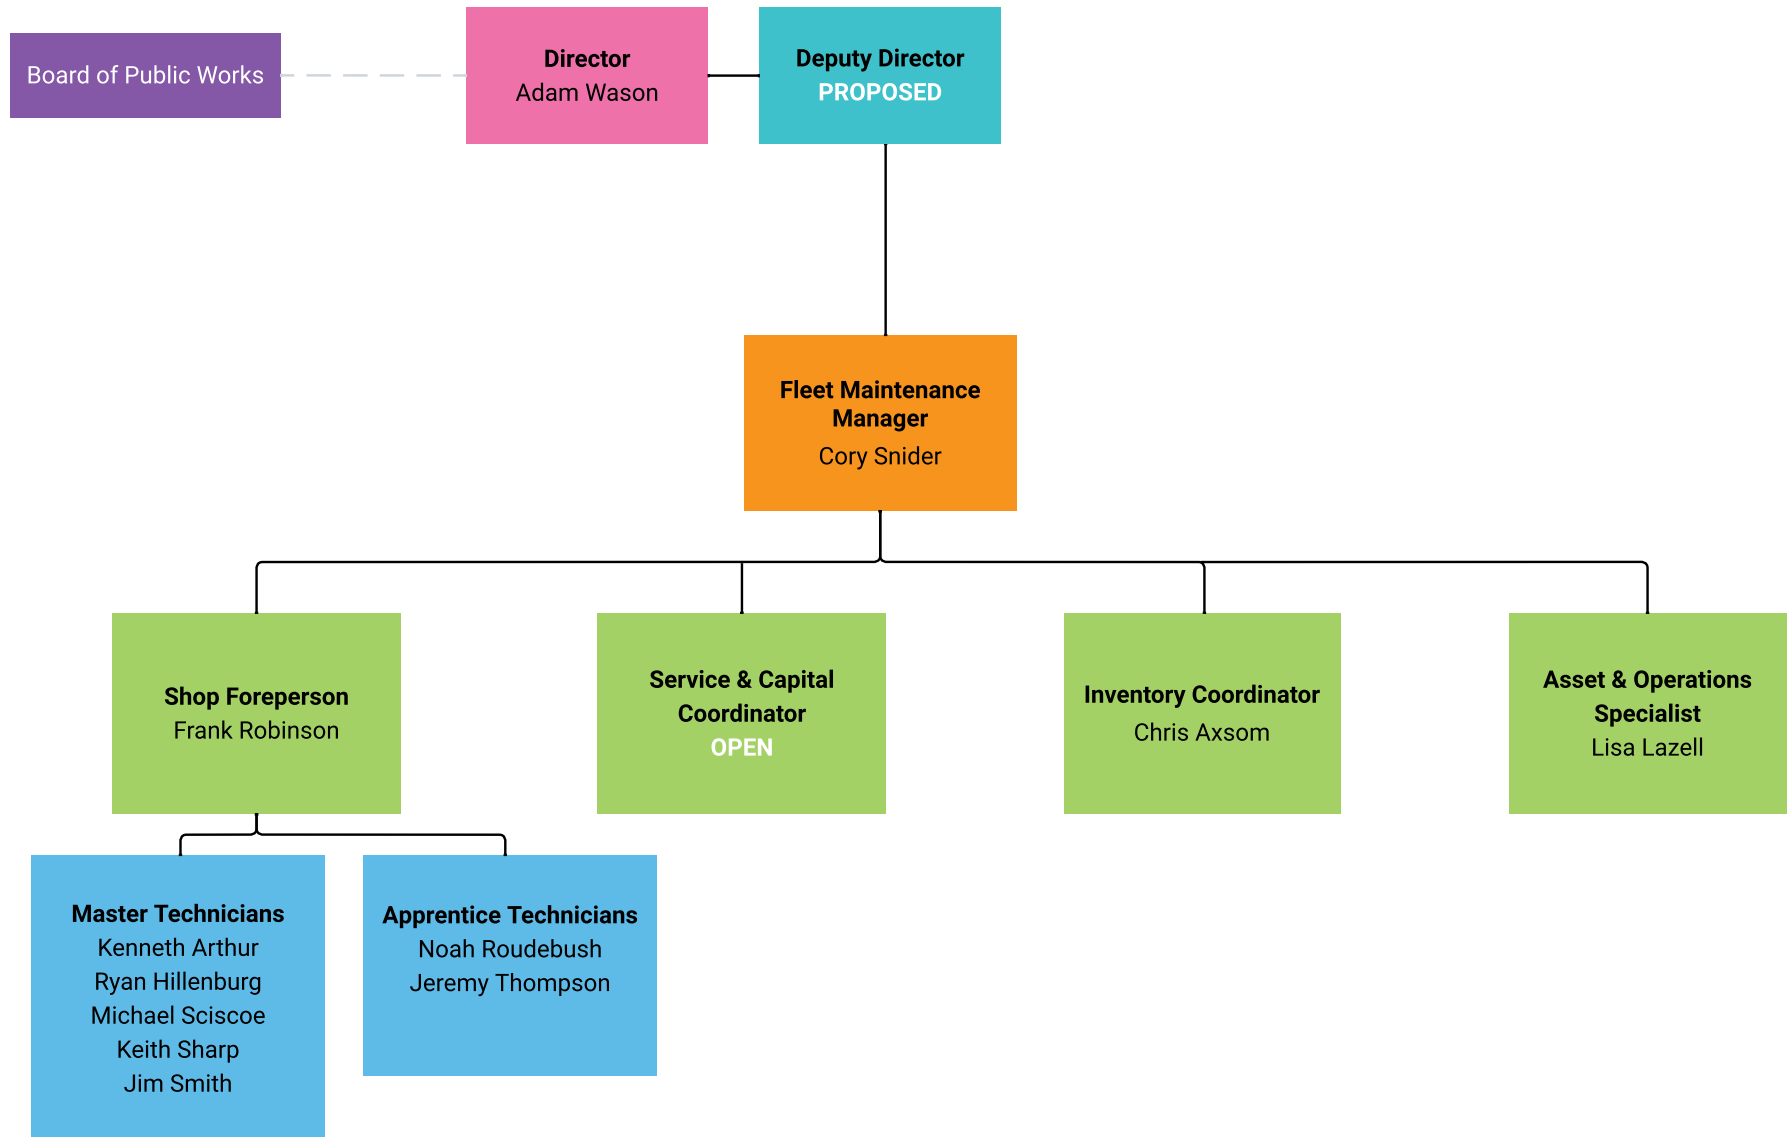 Board of Public Works
Director
Adam Wason
Deputy Director
PROPOSED
Fleet Maintenance
Manager
Cory Snider
Shop Foreperson
Frank Robinson
Service & Capital
Coordinator
OPEN
Inventory Coordinator
Chris Axsom
Asset & Operations
Specialist
Lisa Lazell
Master Technicians
Kenneth Arthur
Ryan Hillenburg
Michael Sciscoe
Keith Sharp
Jim Smith
Apprentice Technicians
Noah Roudebush
Jeremy Thompson